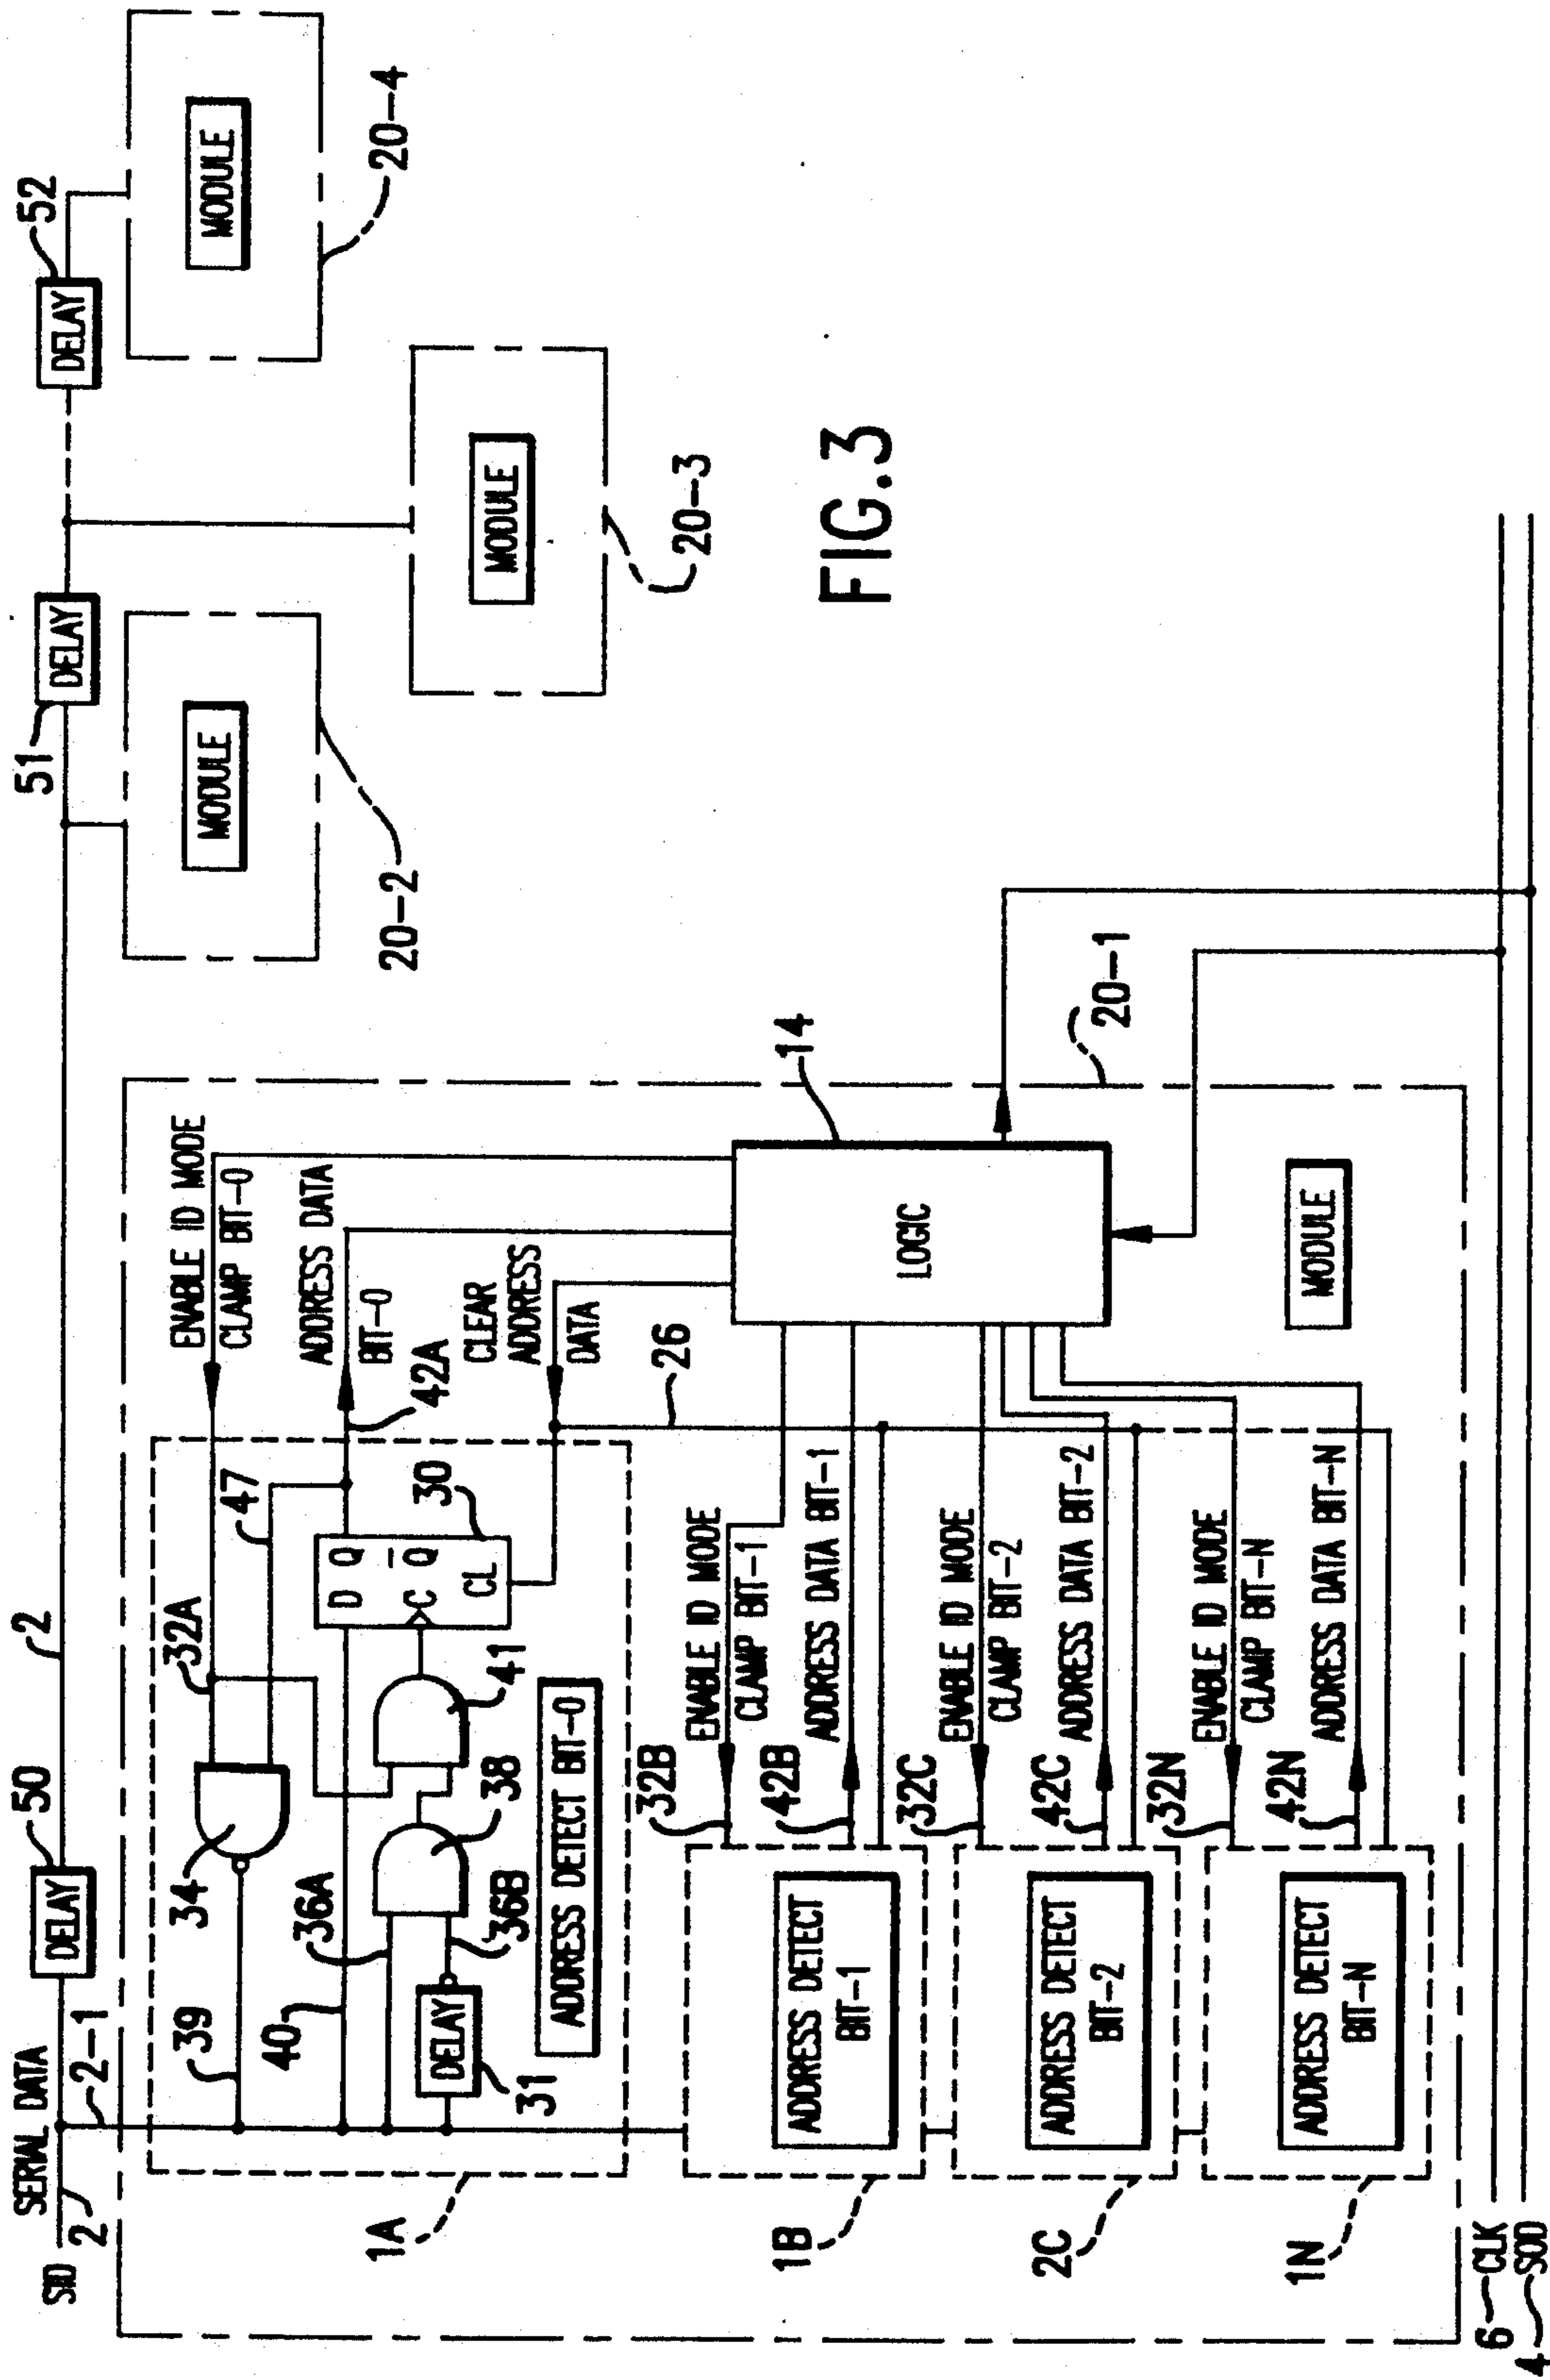 SERIAL DATA
SID
2
2-1
50
DELAY
2
51
DELAY
52
DELAY
MODULE
20-2
MODULE
20-3
MODULE
20-4
39
34
32A
47
ENABLE ID MODE
CLAMP BIT-0
40
36A
ADDRESS DATA
BIT-0
42A
D Q
C Q
CL
30
CLEAR
ADDRESS
DATA
DELAY
31
36B
38
41
ADDRESS DETECT BIT-0
1A
26
14
LOGIC
20-1
MODULE
32B
ENABLE ID MODE
CLAMP BIT-1
42B
ADDRESS DATA BIT-1
ADDRESS DETECT
BIT-1
1B
32C
ENABLE ID MODE
CLAMP BIT-2
42C
ADDRESS DATA BIT-2
ADDRESS DETECT
BIT-2
2C
32N
ENABLE ID MODE
CLAMP BIT-N
42N
ADDRESS DATA BIT-N
ADDRESS DETECT
BIT-N
1N
6 CLK
4 SOD
FIG.3